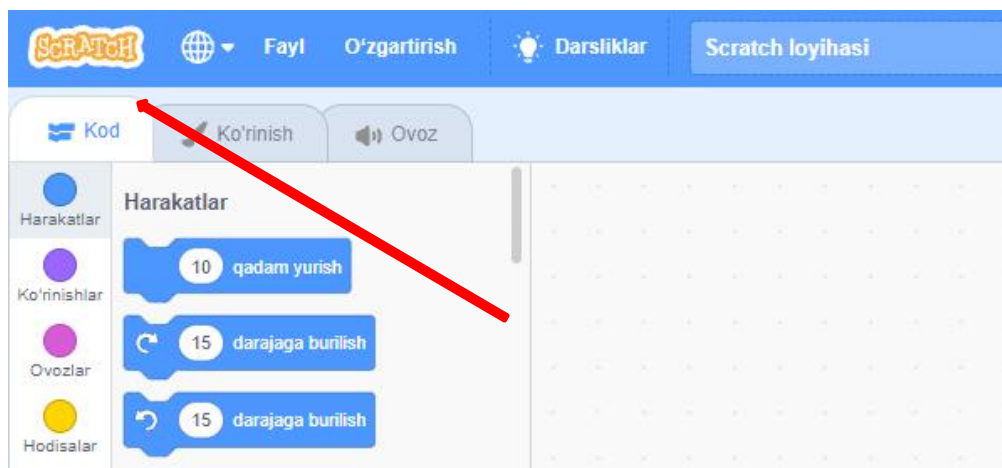 SCRATCH Fayl Oʻzgartirish Darsliklar Scratch loyihasi
Kod Ko'rinish Ovoz
Harakatlar
Ko'rinishlar
Ovozlar
Hodisalar
Harakatlar
10 qadam yurish
15 darajaga burilish
15 darajaga burilish